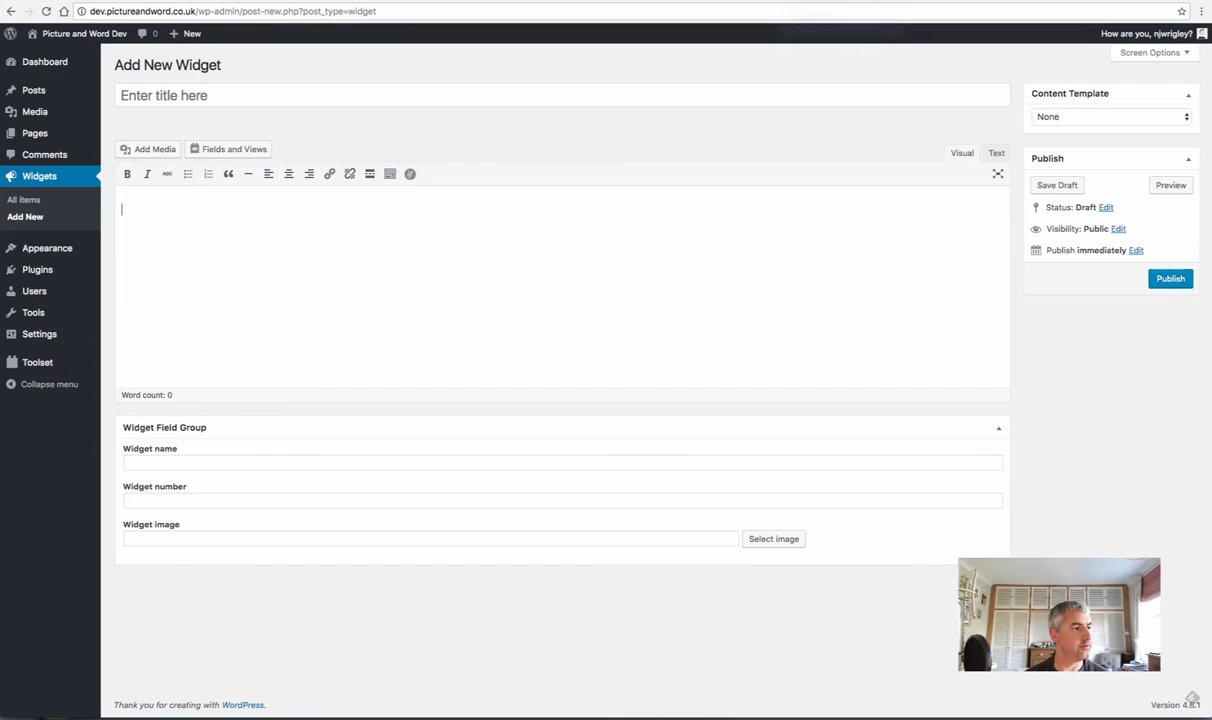 dev.pictureandword.co.uk/wp-admin/post-new.php?post_type=widget
Picture and Word Dev 0 New How are you, njwrigley?
Screen Options
Dashboard
Posts
Media
Pages
Comments
Widgets
All items
Add New
Appearance
Plugins
Users
Tools
Settings
Toolset
Collapse menu
Add New Widget
Enter title here
Add Media Fields and Views
Visual Text
B I ABC
Word count: 0
Widget Field Group
Widget name
Widget number
Widget image
Select image
Content Template
None
Publish
Save Draft Preview
Status: Draft Edit
Visibility: Public Edit
Publish immediately Edit
Publish
Thank you for creating with WordPress.
Version 4.6.1